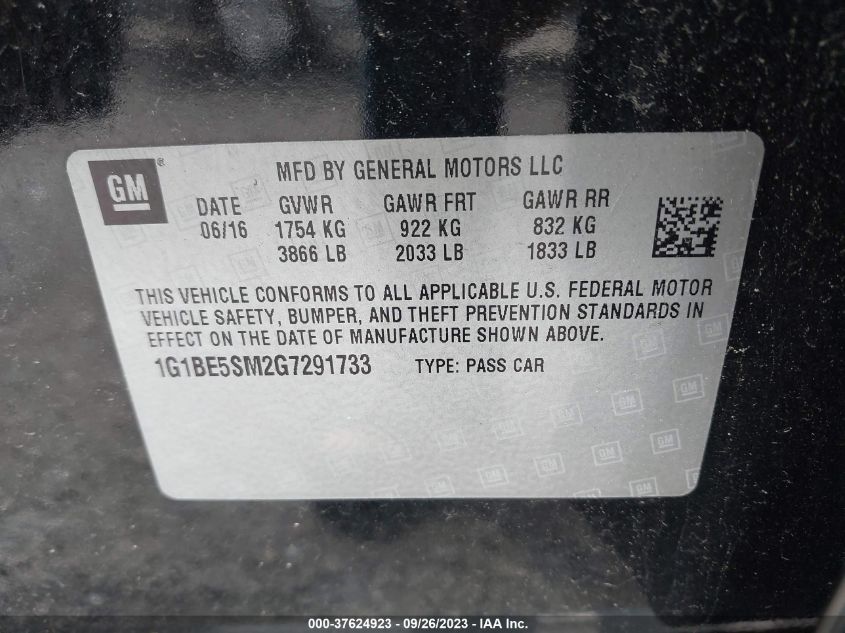 GM®
MFD BY GENERAL MOTORS LLC
DATE GVWR GAWR FRT GAWR RR
06/16 1754 KG 922 KG 832 KG
3866 LB 2033 LB 1833 LB
THIS VEHICLE CONFORMS TO ALL APPLICABLE U.S. FEDERAL MOTOR
VEHICLE SAFETY, BUMPER, AND THEFT PREVENTION STANDARDS IN
EFFECT ON THE DATE OF MANUFACTURE SHOWN ABOVE.
1G1BE5SM2G7291733 TYPE: PASS CAR
000-37624923 - 09/26/2023 - IAA Inc.